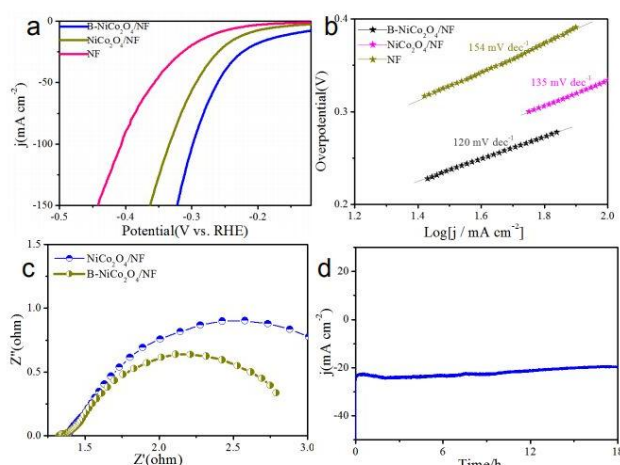 a
B-NiCo₂O₄/NF
NiCo₂O₄/NF
NF
0
-50
-100
-150
j(mA cm⁻²)
-0.5 -0.4 -0.3 -0.2
Potential(V vs. RHE)
b
B-NiCo₂O₄/NF
NiCo₂O₄/NF
NF
154 mV dec⁻¹
135 mV dec⁻¹
120 mV dec⁻¹
0.4
0.3
0.2
Overpotential(V)
1.2 1.4 1.6 1.8 2.0
Log[j / mA cm⁻²]
c
NiCo₂O₄/NF
B-NiCo₂O₄/NF
1.5
1.0
0.5
0.0
Z''(ohm)
1.5 2.0 2.5 3.0
Z'(ohm)
d
20
0
-20
-40
j(mA cm⁻²)
0 6 12 18
Time/h